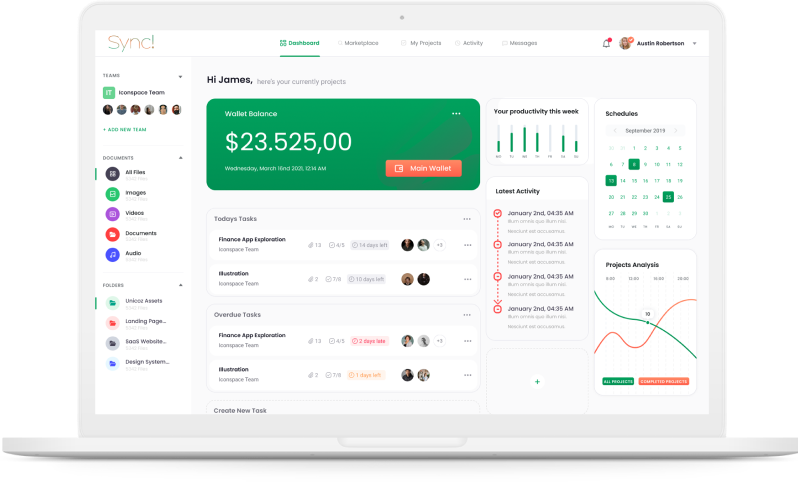 Sync!
Dashboard
Marketplace
My Projects
Activity
Messages
Austin Robertson
TEAMS
IT
Iconspace Team
+ ADD NEW TEAM
DOCUMENTS
All Files
Images
Videos
Documents
Audio
FOLDERS
Unicoz Assets
Landing Page...
SaaS Website...
Design System...
Hi James, here's your currently projects
Wallet Balance
$23.525,00
Wednesday, March 16nd 2021, 12:14 AM
Main Wallet
Todays Tasks
Finance App Exploration
Iconspace Team
13
4/5
14 days left
+3
Illustration
Iconspace Team
2
7/8
10 days left
Overdue Tasks
Finance App Exploration
Iconspace Team
13
4/5
2 days late
+3
Illustration
Iconspace Team
2
7/8
1 days left
Create New Task
Your productivity this week
MO TU WE TH FR SA SU
Latest Activity
January 2nd, 04:35 AM
Illum omnis quo illum nisi.
Nesciunt est accusamus.
January 2nd, 04:35 AM
Illum omnis quo illum nisi.
Nesciunt est accusamus.
January 2nd, 04:35 AM
Illum omnis quo illum nisi.
Nesciunt est accusamus.
January 2nd, 04:35 AM
Illum omnis quo illum nisi.
Nesciunt est accusamus.
+
Schedules
September 2019
1 2 3 4 5
6 7 8 9 10 11 12
13 14 15 16 17 18 19
20 21 22 23 24 25 26
27 28 29 30
Projects Analysis
8:00 12:00 16:00 20:00
10
ALL PROJECTS
COMPLETED PROJECTS